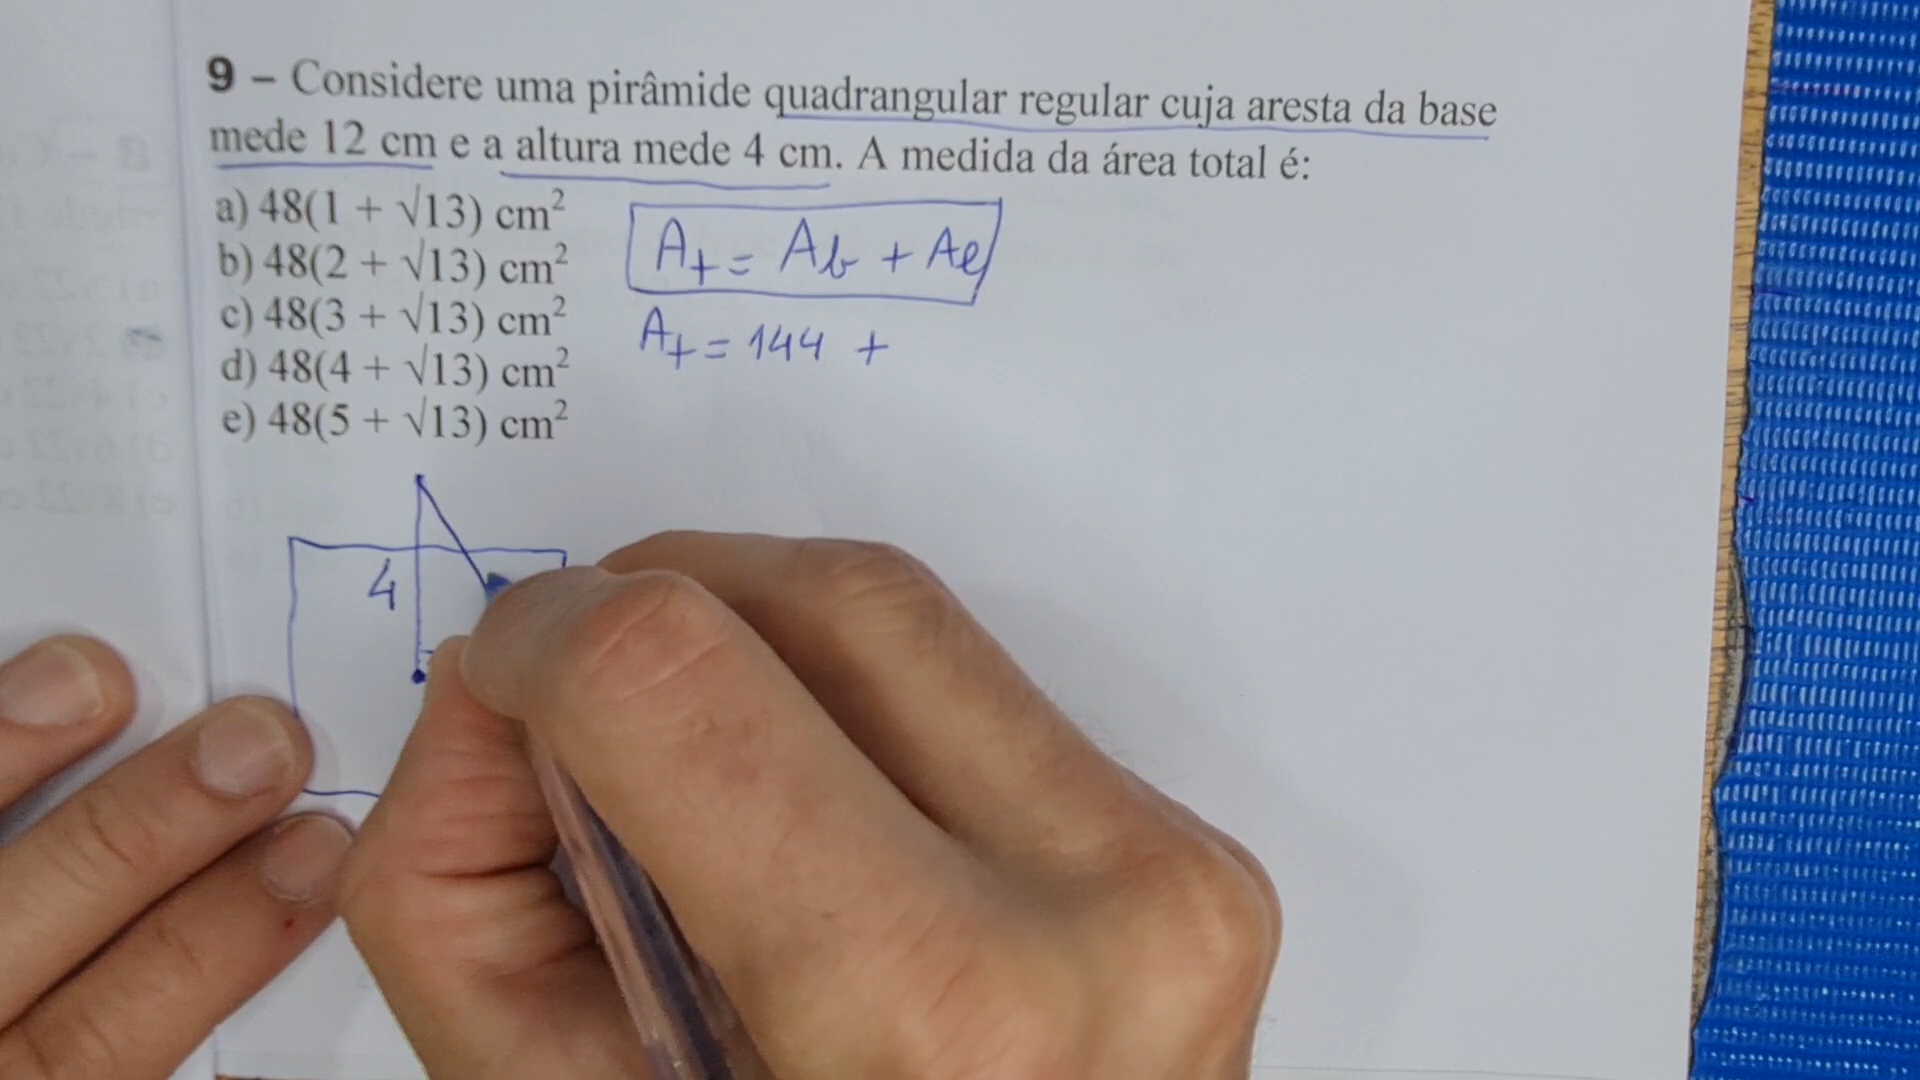 9 – Considere uma pirâmide quadrangular regular cuja aresta da base
mede 12 cm e a altura mede 4 cm. A medida da área total é:
a) 48(1 + √13) cm²
b) 48(2 + √13) cm²
c) 48(3 + √13) cm²
d) 48(4 + √13) cm²
e) 48(5 + √13) cm²
At = Ab + Al
At = 144 +
4